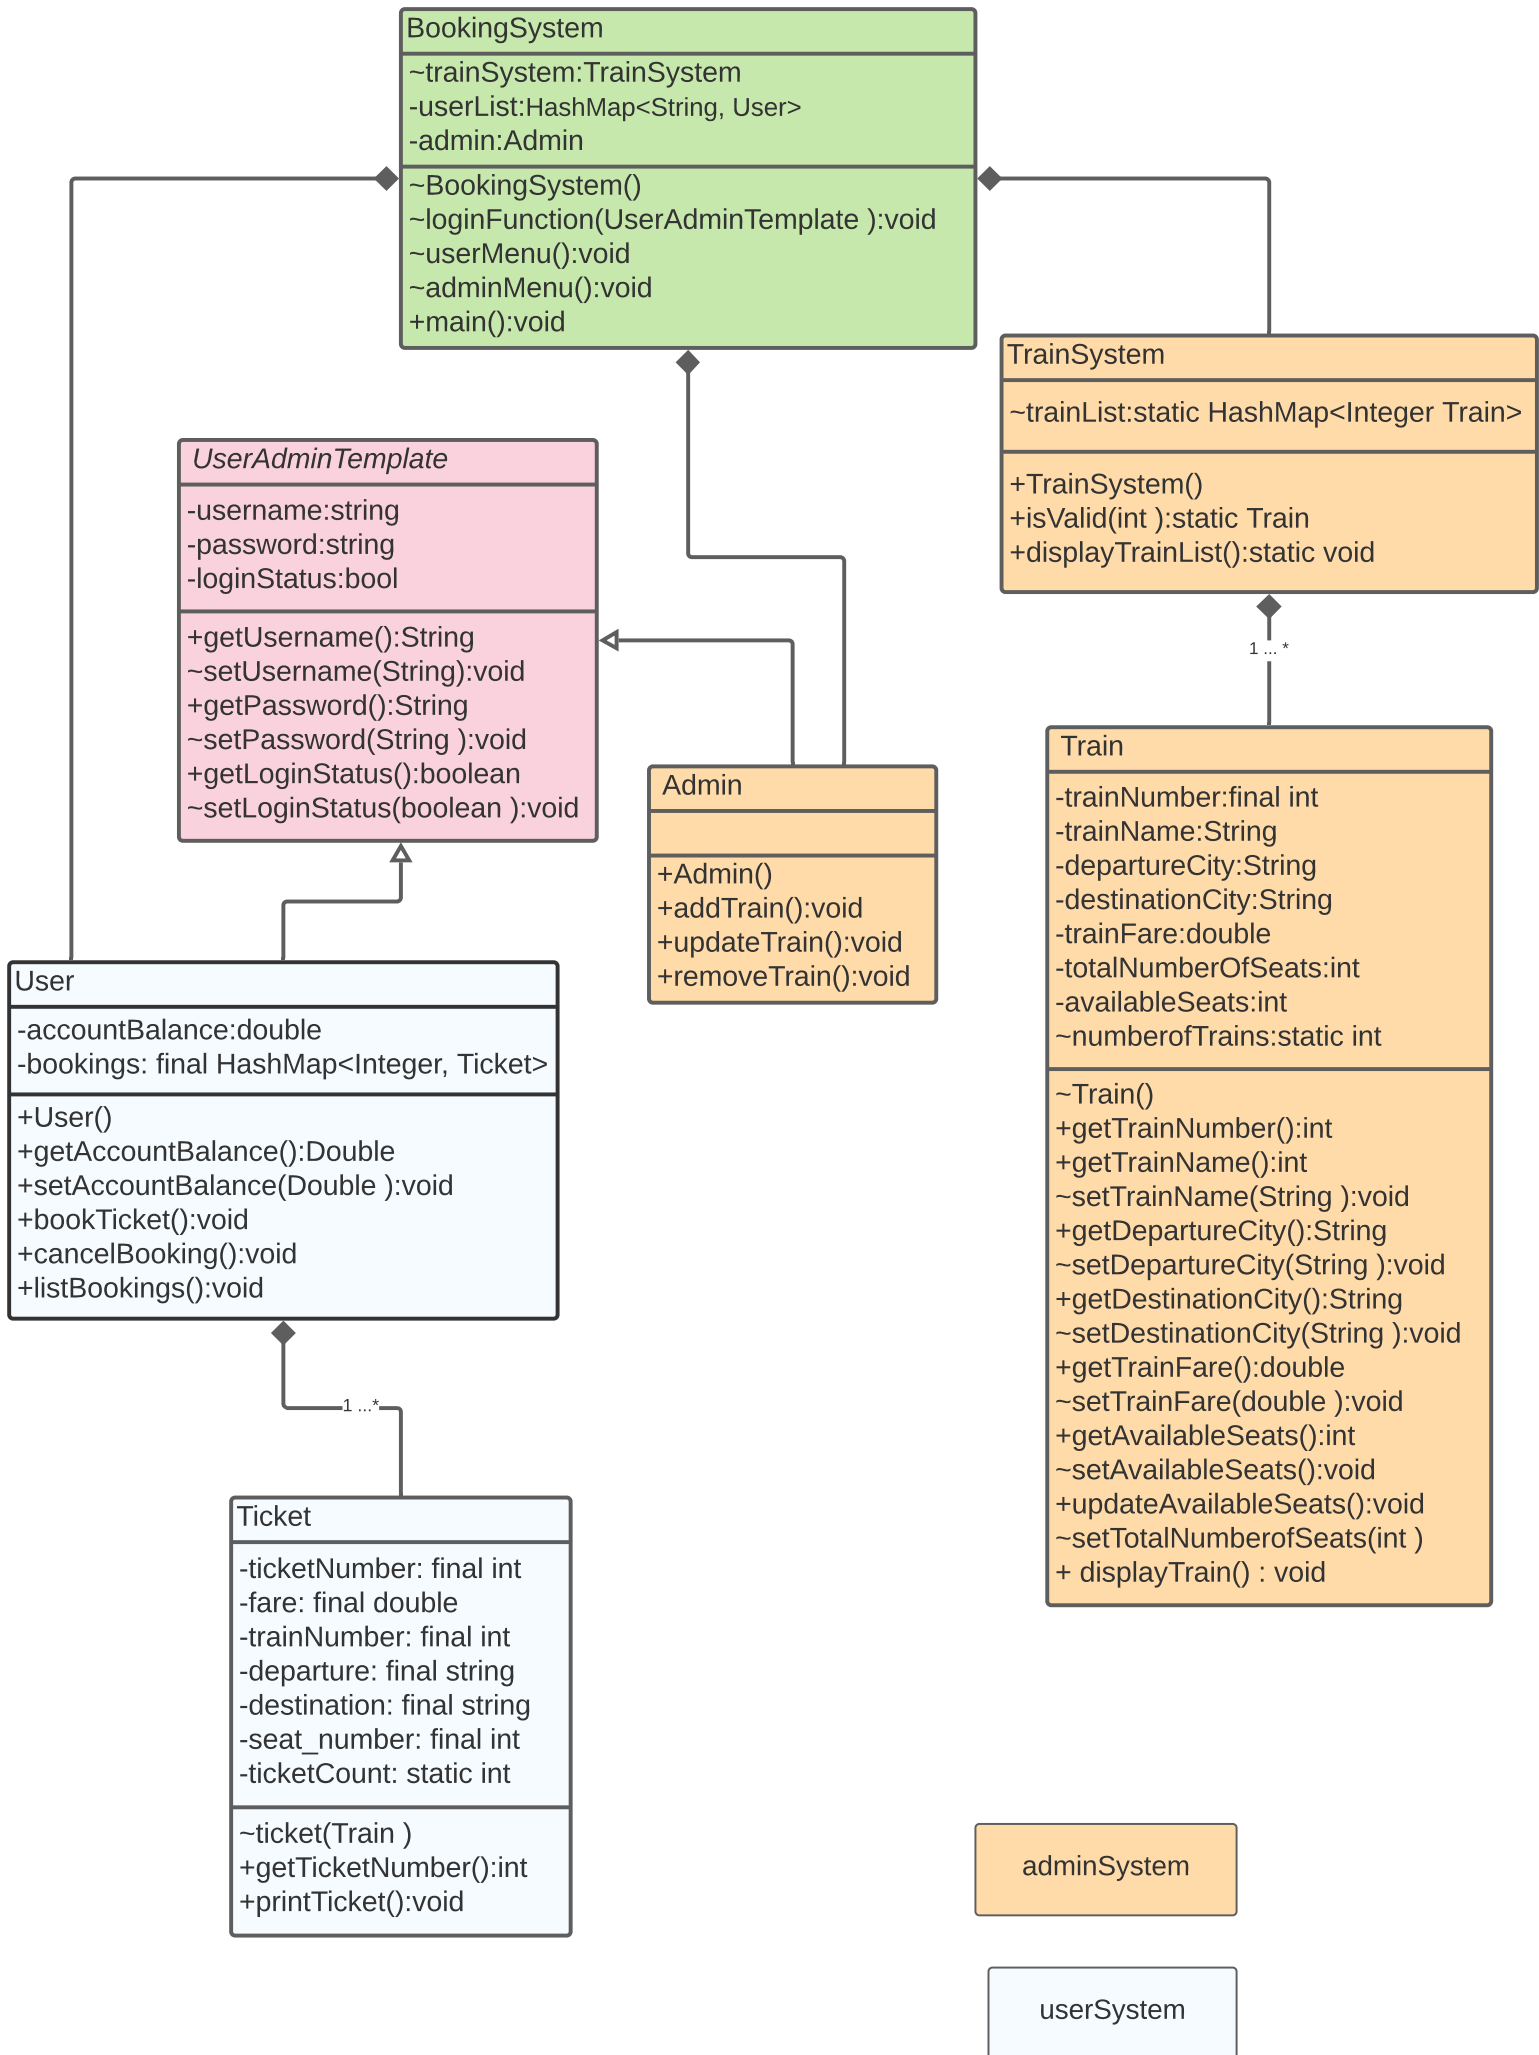 BookingSystem
~trainSystem:TrainSystem
-userList:HashMap<String, User>
-admin:Admin
~BookingSystem()
~loginFunction(UserAdminTemplate ):void
~userMenu():void
~adminMenu():void
+main():void
TrainSystem
~trainList:static HashMap<Integer Train>
+TrainSystem()
+isValid(int ):static Train
+displayTrainList():static void
UserAdminTemplate
-username:string
-password:string
-loginStatus:bool
+getUsername():String
~setUsername(String):void
+getPassword():String
~setPassword(String ):void
+getLoginStatus():boolean
~setLoginStatus(boolean ):void
1 ... *
Admin
+Admin()
+addTrain():void
+updateTrain():void
+removeTrain():void
Train
-trainNumber:final int
-trainName:String
-departureCity:String
-destinationCity:String
-trainFare:double
-totalNumberOfSeats:int
-availableSeats:int
~numberofTrains:static int
~Train()
+getTrainNumber():int
+getTrainName():int
~setTrainName(String ):void
+getDepartureCity():String
~setDepartureCity(String ):void
+getDestinationCity():String
~setDestinationCity(String ):void
+getTrainFare():double
~setTrainFare(double ):void
+getAvailableSeats():int
~setAvailableSeats():void
+updateAvailableSeats():void
~setTotalNumberofSeats(int )
+ displayTrain() : void
User
-accountBalance:double
-bookings: final HashMap<Integer, Ticket>
+User()
+getAccountBalance():Double
+setAccountBalance(Double ):void
+bookTicket():void
+cancelBooking():void
+listBookings():void
1 ...*
Ticket
-ticketNumber: final int
-fare: final double
-trainNumber: final int
-departure: final string
-destination: final string
-seat_number: final int
-ticketCount: static int
~ticket(Train )
+getTicketNumber():int
+printTicket():void
adminSystem
userSystem